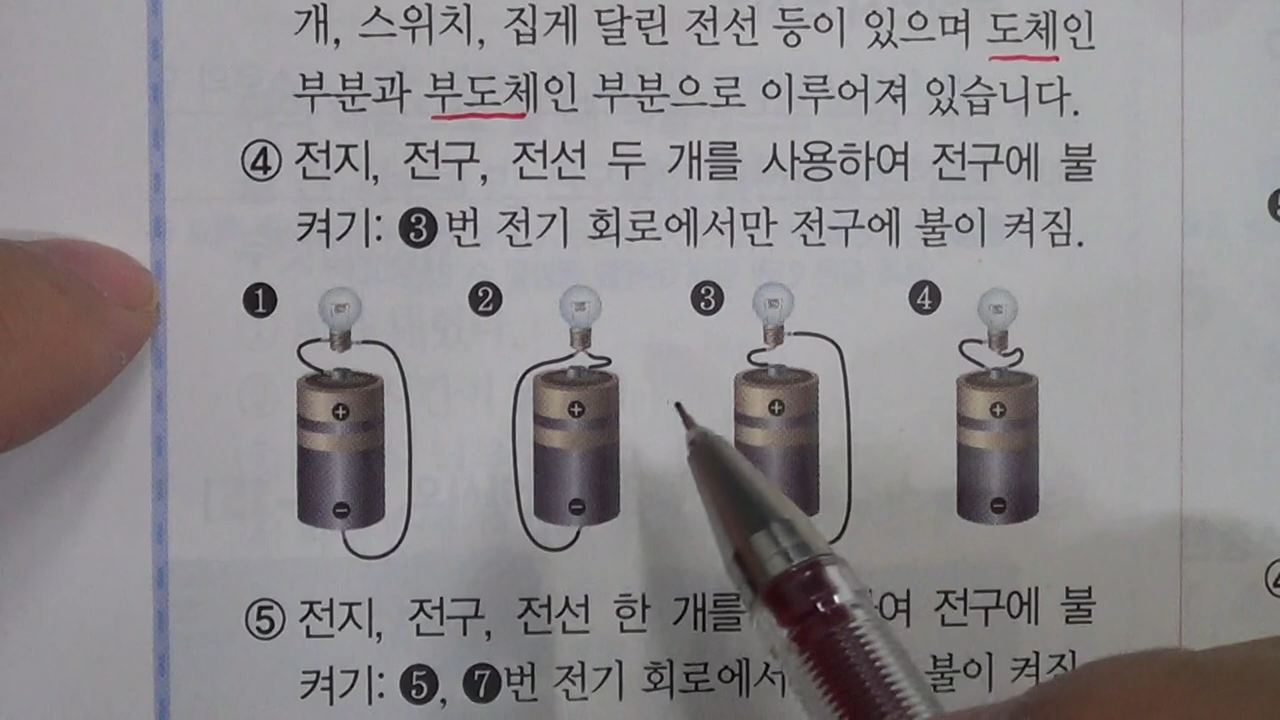 개, 스위치, 집게 달린 전선 등이 있으며 도체인
부분과 부도체인 부분으로 이루어져 있습니다.
④ 전지, 전구, 전선 두 개를 사용하여 전구에 불
켜기: ❸번 전기 회로에서만 전구에 불이 켜짐.
❶ ❷ ❸ ❹
+ + + +
− − −
⑤ 전지, 전구, 전선 한 개를 여 전구에 불
켜기: ❺, ❼번 전기 회로에서 불이 켜짐